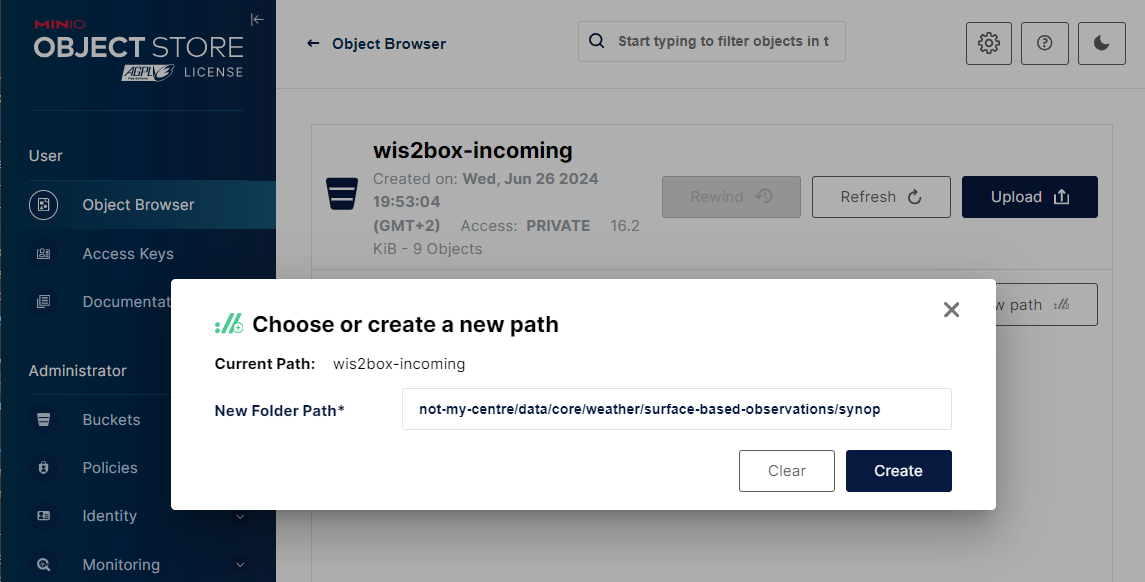 MINIO
OBJECT STORE
AGPLv3 LICENSE
User
Object Browser
Access Keys
Documentat
Administrator
Buckets
Policies
Identity
Monitoring
Object Browser
Start typing to filter objects in t
wis2box-incoming
Created on: Wed, Jun 26 2024
19:53:04
(GMT+2) Access: PRIVATE 16.2
KiB - 9 Objects
Rewind
Refresh
Upload
w path
Choose or create a new path
Current Path: wis2box-incoming
New Folder Path*
not-my-centre/data/core/weather/surface-based-observations/synop
Clear
Create